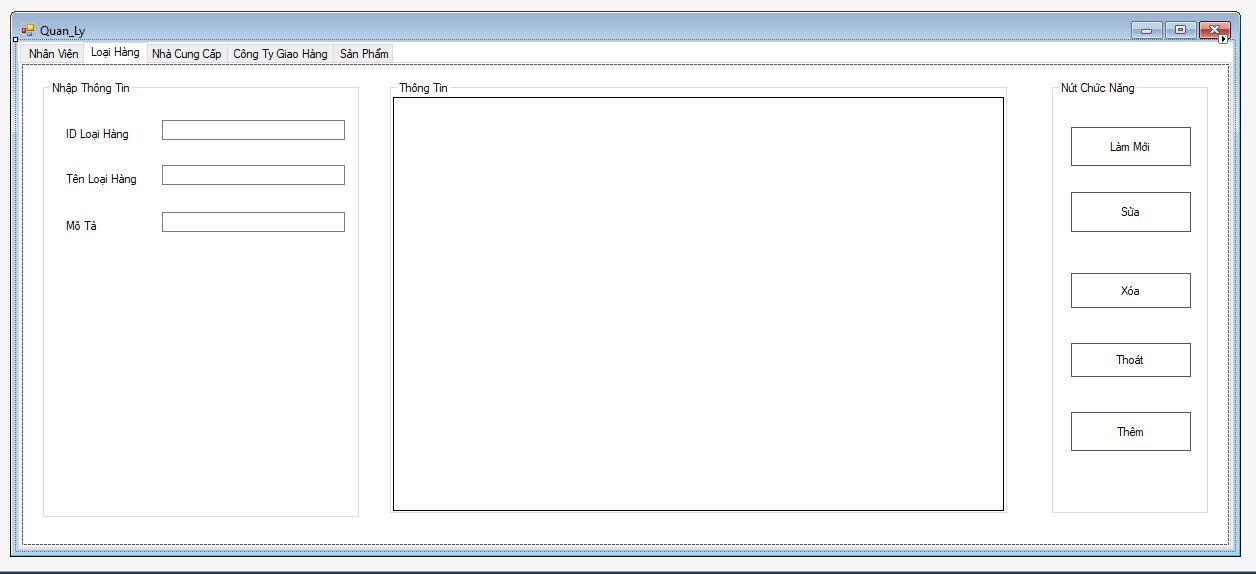 Quan_Ly
Nhân Viên Loại Hàng Nhà Cung Cấp Công Ty Giao Hàng Sản Phẩm
Nhập Thông Tin
ID Loại Hàng
Tên Loại Hàng
Mô Tả
Thông Tin
Nút Chức Năng
Làm Mới
Sửa
Xóa
Thoát
Thêm